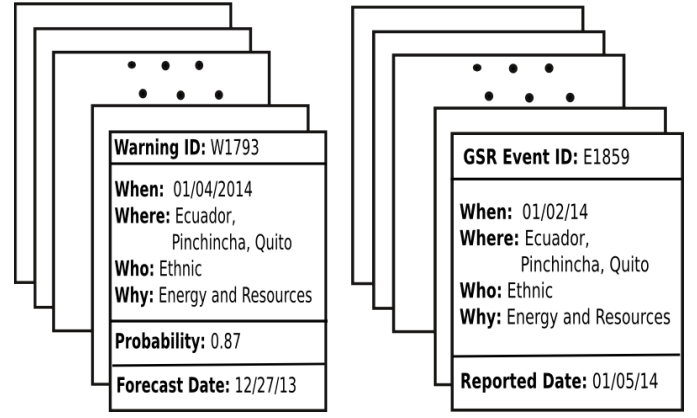 Warning ID: W1793
When: 01/04/2014
Where: Ecuador,
Pinchincha, Quito
Who: Ethnic
Why: Energy and Resources
Probability: 0.87
Forecast Date: 12/27/13
GSR Event ID: E1859
When: 01/02/14
Where: Ecuador,
Pinchincha, Quito
Who: Ethnic
Why: Energy and Resources
Reported Date: 01/05/14